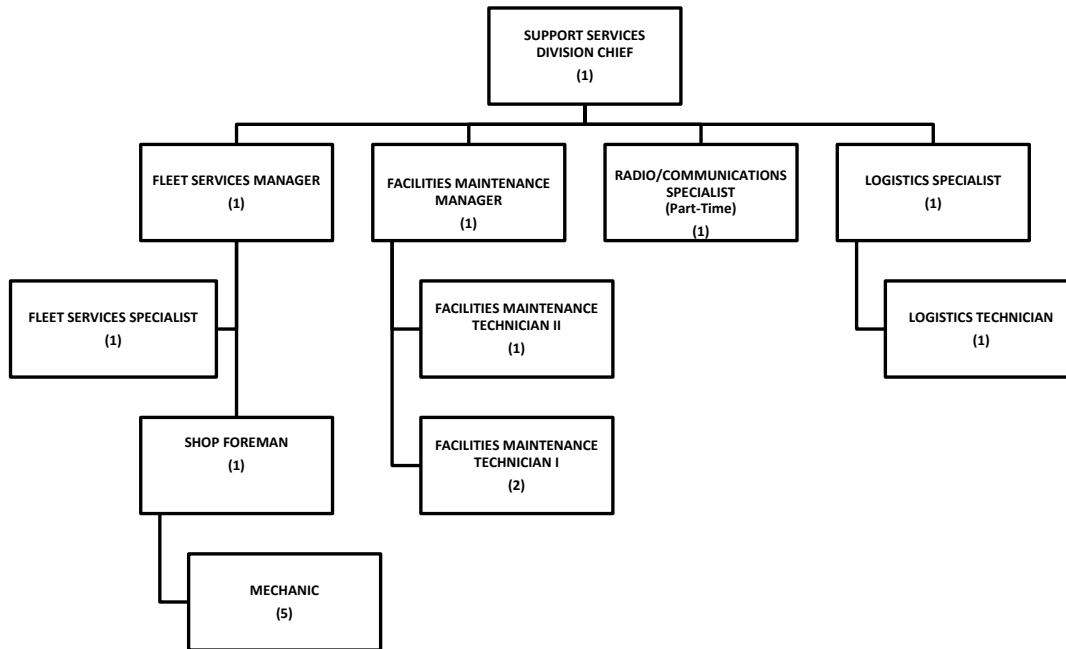 SUPPORT SERVICES
DIVISION CHIEF
(1)
FLEET SERVICES MANAGER
(1)
FACILITIES MAINTENANCE
MANAGER
(1)
RADIO/COMMUNICATIONS
SPECIALIST
(Part-Time)
(1)
LOGISTICS SPECIALIST
(1)
FLEET SERVICES SPECIALIST
(1)
FACILITIES MAINTENANCE
TECHNICIAN II
(1)
LOGISTICS TECHNICIAN
(1)
SHOP FOREMAN
(1)
FACILITIES MAINTENANCE
TECHNICIAN I
(2)
MECHANIC
(5)